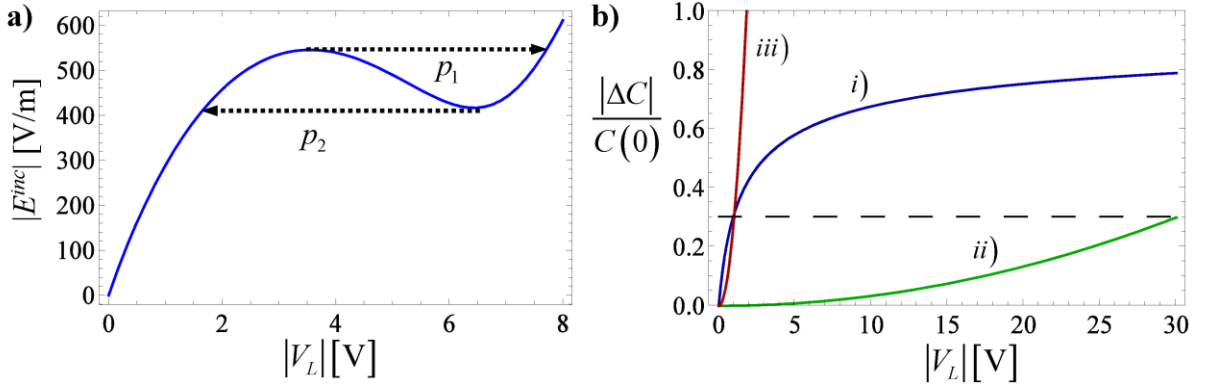 a)
|E^{inc}| [V/m]
600
500
400
300
200
100
0
p_1
p_2
0 2 4 6 8
|V_L| [V]
b)
|ΔC|
C(0)
1.0
0.8
0.6
0.4
0.2
0.0
iii)
i)
ii)
0 5 10 15 20 25 30
|V_L| [V]